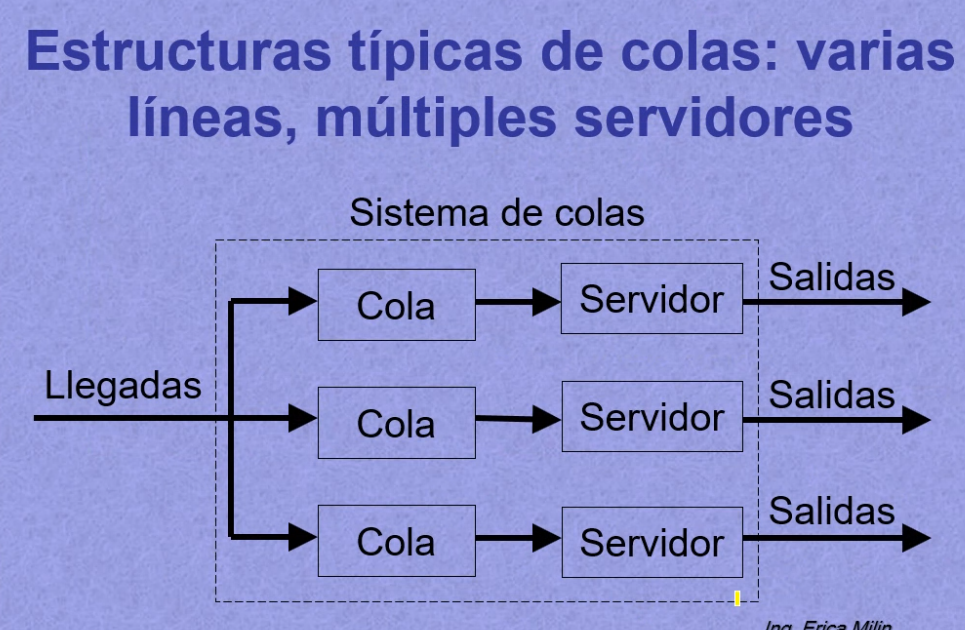 Estructuras típicas de colas: varias
líneas, múltiples servidores
Sistema de colas
Llegadas
Cola
Servidor
Salidas
Cola
Servidor
Salidas
Cola
Servidor
Salidas
Ing. Erica Milin